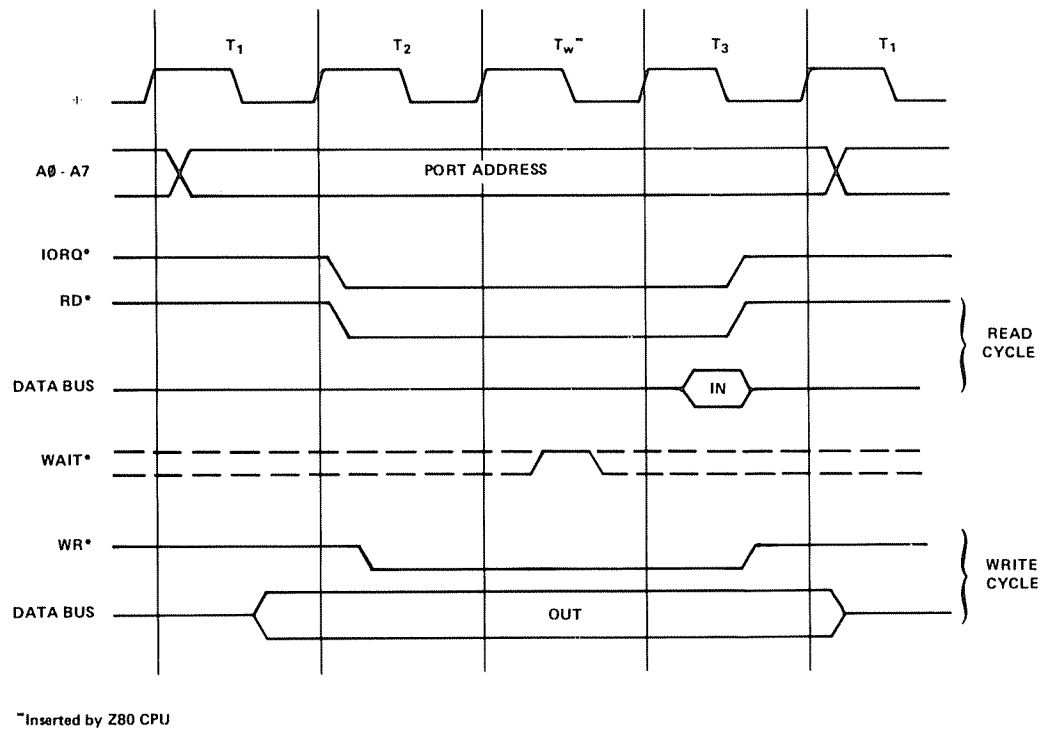 T1 T2 Tw* T3 T1
A0 - A7 PORT ADDRESS
IORQ*
RD*
READ
CYCLE
DATA BUS IN
WAIT*
WR*
WRITE
CYCLE
DATA BUS OUT
*Inserted by Z80 CPU